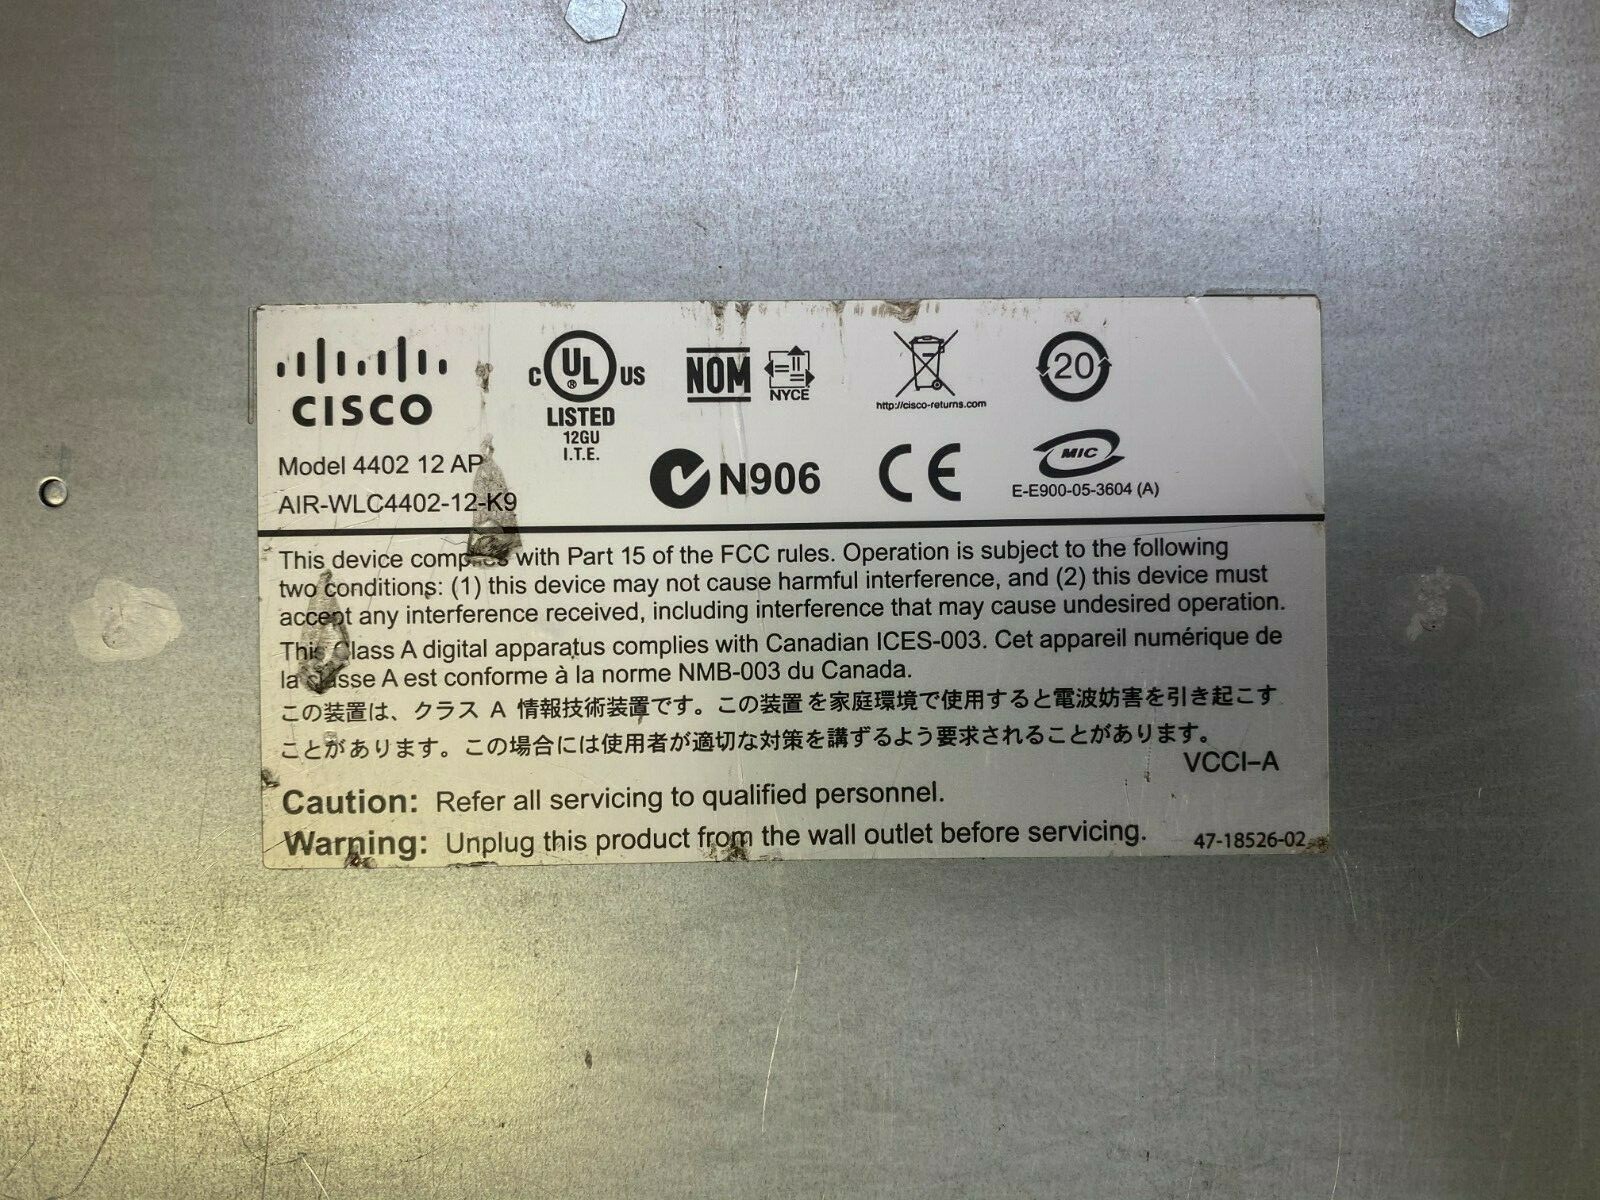 CISCO
Model 4402 12 AP
AIR-WLC4402-12-K9
C UL ® US
LISTED
12GU
I.T.E.
NOM
NYCE
http://cisco-returns.com
20
N906
CE
MIC
E-E900-05-3604 (A)
This device complies with Part 15 of the FCC rules. Operation is subject to the following
two conditions: (1) this device may not cause harmful interference, and (2) this device must
accept any interference received, including interference that may cause undesired operation.
This Class A digital apparatus complies with Canadian ICES-003. Cet appareil numérique de
la classe A est conforme à la norme NMB-003 du Canada.
この装置は、クラス A 情報技術装置です。この装置を家庭環境で使用すると電波妨害を引き起こす
ことがあります。この場合には使用者が適切な対策を講ずるよう要求されることがあります。
VCCI–A
Caution: Refer all servicing to qualified personnel.
Warning: Unplug this product from the wall outlet before servicing.
47-18526-02